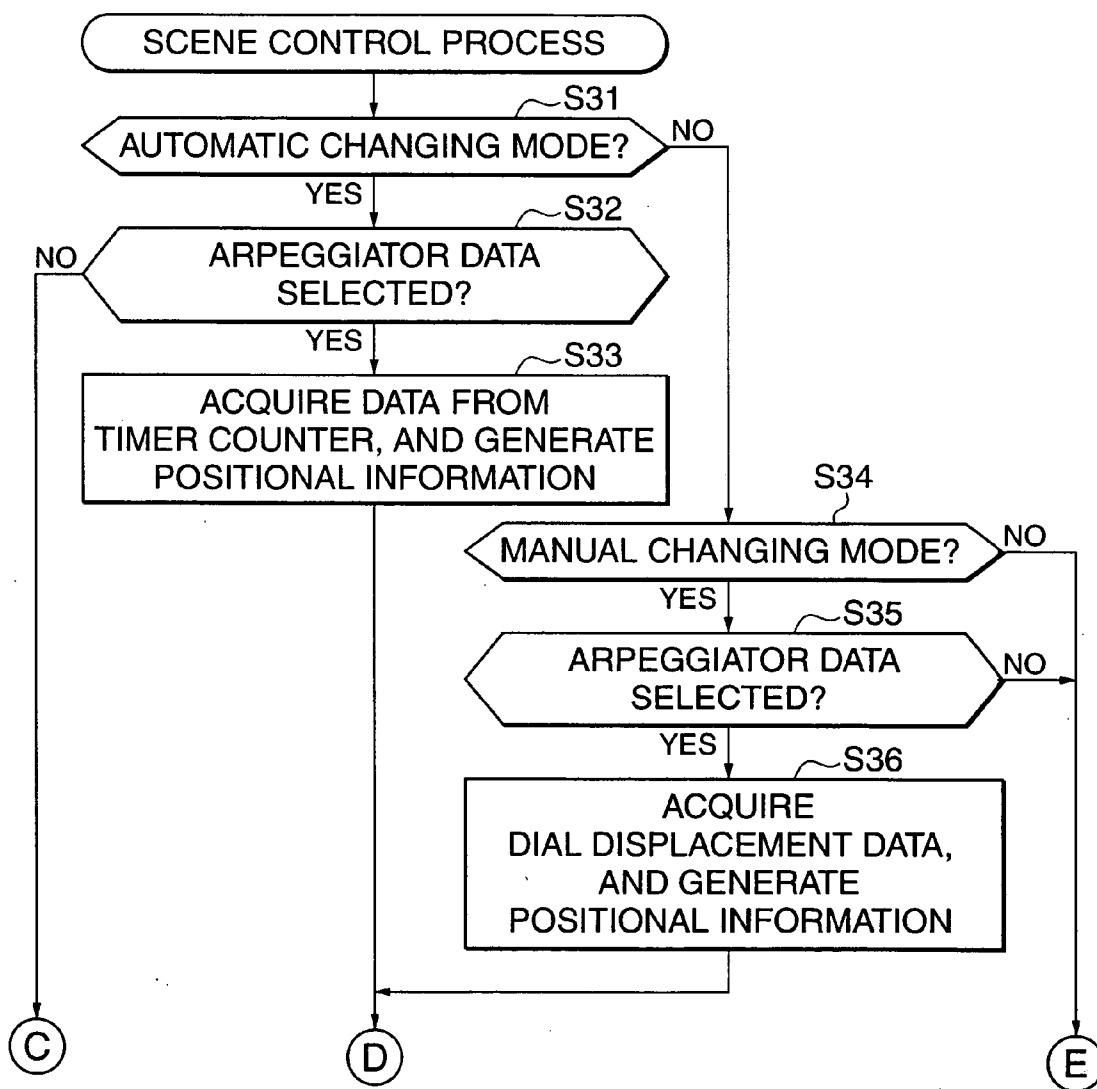 SCENE CONTROL PROCESS
S31
AUTOMATIC CHANGING MODE?
NO
YES
S32
NO
ARPEGGIATOR DATA
SELECTED?
YES
S33
ACQUIRE DATA FROM
TIMER COUNTER, AND GENERATE
POSITIONAL INFORMATION
S34
MANUAL CHANGING MODE?
NO
YES
S35
ARPEGGIATOR DATA
SELECTED?
NO
YES
S36
ACQUIRE
DIAL DISPLACEMENT DATA,
AND GENERATE
POSITIONAL INFORMATION
C
D
E